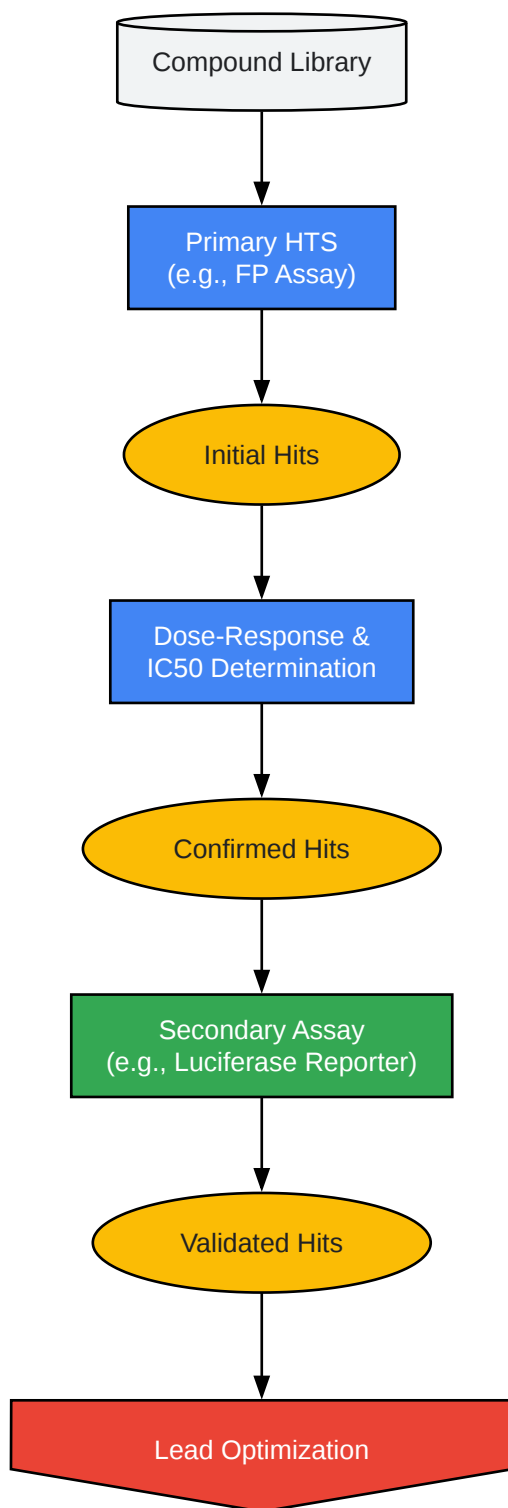 Compound Library
Primary HTS
(e.g., FP Assay)
Initial Hits
Dose-Response &
IC50 Determination
Confirmed Hits
Secondary Assay
(e.g., Luciferase Reporter)
Validated Hits
Lead Optimization